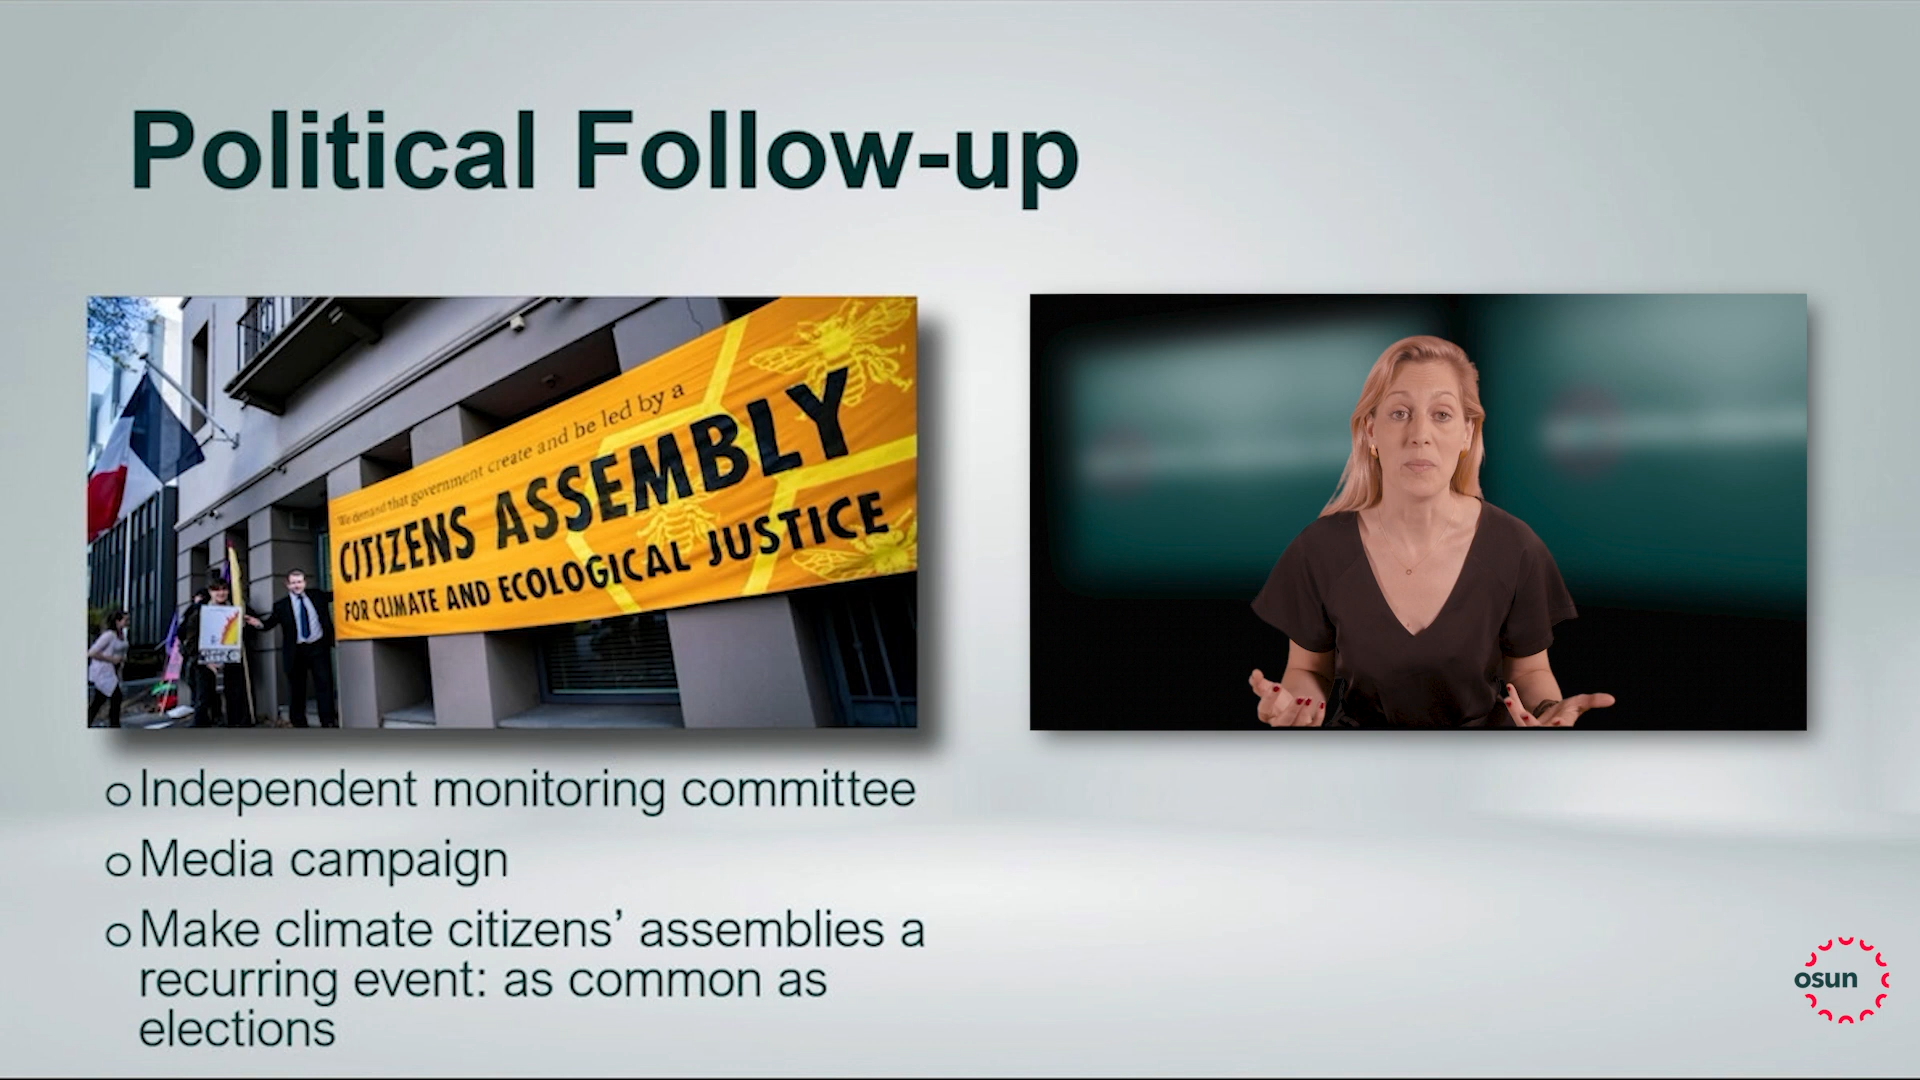 Political Follow-up
We demand that government create and be led by a
CITIZENS ASSEMBLY
FOR CLIMATE AND ECOLOGICAL JUSTICE
Independent monitoring committee
Media campaign
Make climate citizens’ assemblies a
recurring event: as common as
elections
osun